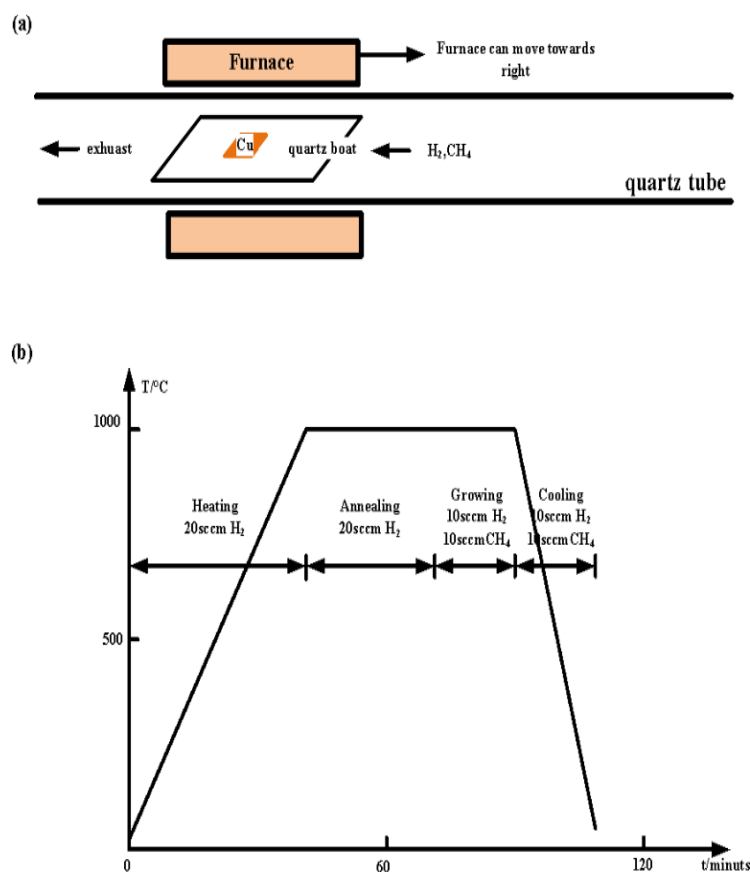 (a)
Furnace
Furnace can move towards
right
exhuast
Cu
quartz boat
H₂,CH₄
quartz tube
(b)
T/°C
1000
Heating
20sccm H₂
Annealing
20sccm H₂
Growing
10sccm H₂
10sccmCH₄
Cooling
10sccm H₂
10sccmCH₄
500
0
60
120
t/minuts